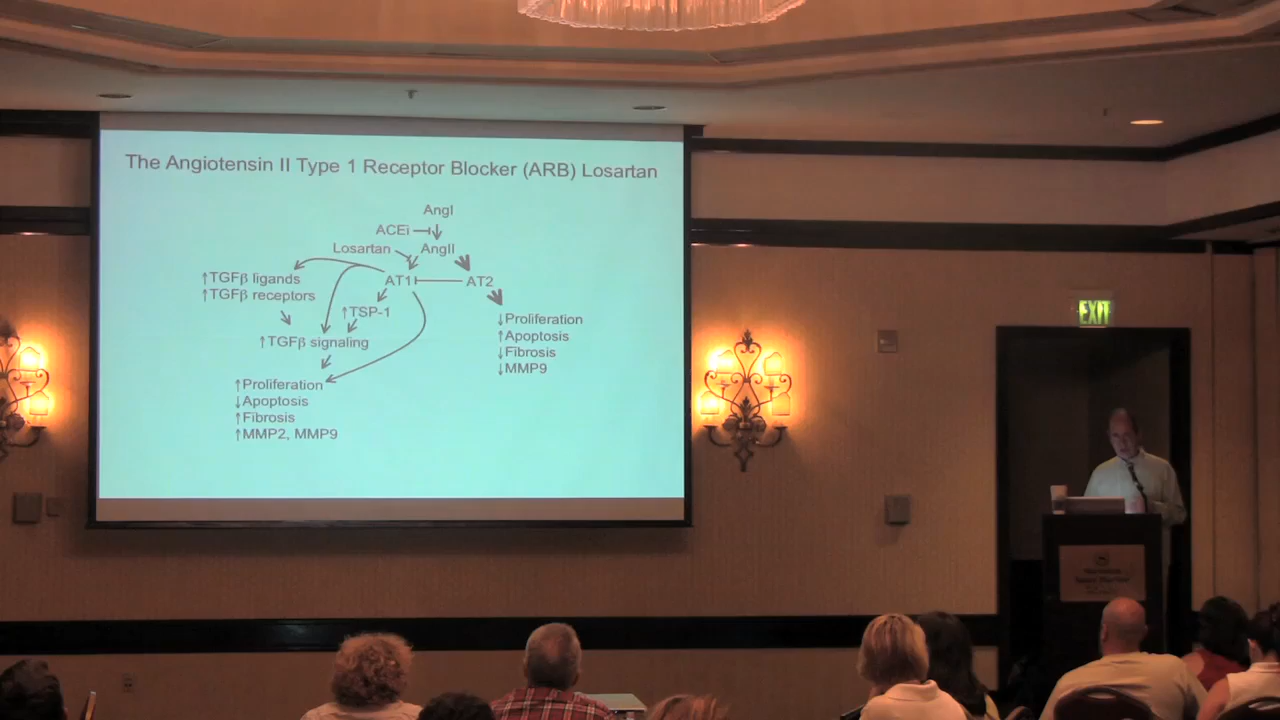 The Angiotensin II Type 1 Receptor Blocker (ARB) Losartan
AngI
ACEi
Losartan
AngII
↑TGFβ ligands
↑TGFβ receptors
AT1
AT2
↑TSP-1
↑TGFβ signaling
↓Proliferation
↑Apoptosis
↓Fibrosis
↓MMP9
↑Proliferation
↓Apoptosis
↑Fibrosis
↑MMP2, MMP9
EXIT